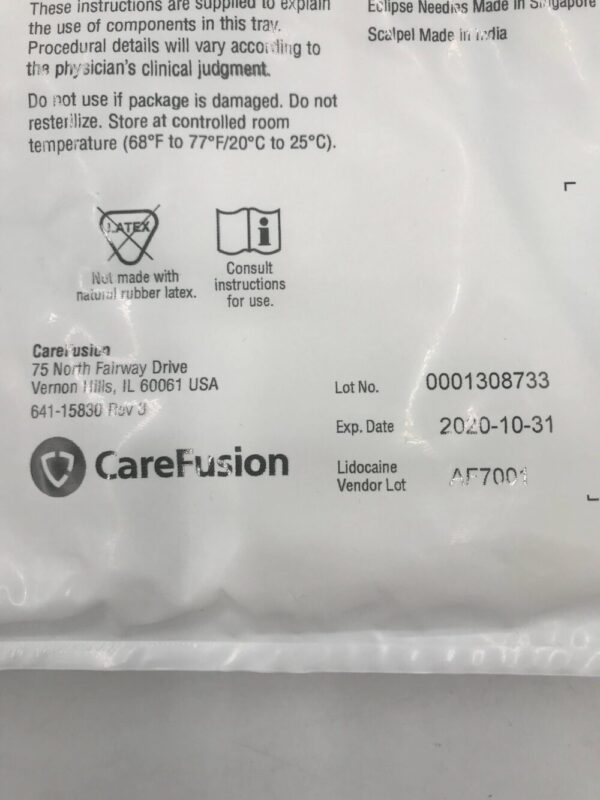 These instructions are supplied to explain
the use of components in this tray.
Procedural details will vary according to
the physician's clinical judgment.
Do not use if package is damaged. Do not
resterilize. Store at controlled room
temperature (68°F to 77°F/20°C to 25°C).
Eclipse Needles Made in Singapore
Scalpel Made in India
LATEX
Not made with
natural rubber latex.
i
Consult
instructions
for use.
CareFusion
75 North Fairway Drive
Vernon Hills, IL 60061 USA
641-15830 Rev 3
CareFusion
Lot No. 0001308733
Exp. Date 2020-10-31
Lidocaine
Vendor Lot AF7001